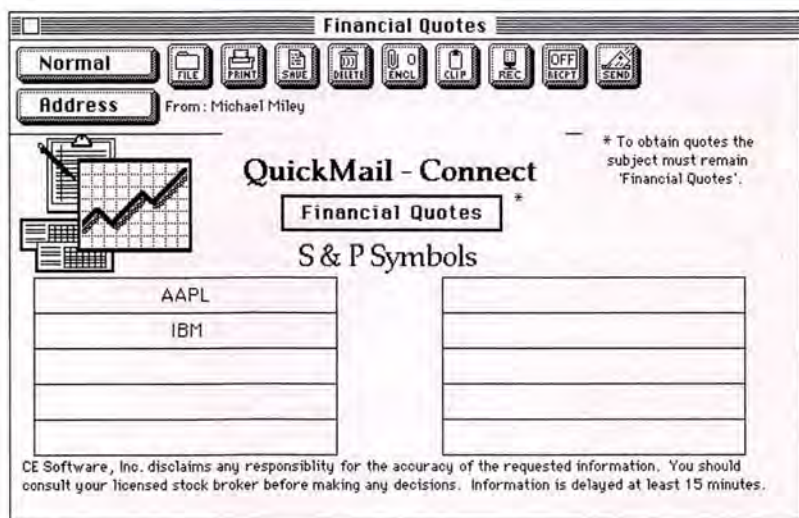 Financial Quotes
Normal
FILE
PRINT
SAVE
DELETE
0
ENCL
CLIP
REC
OFF
RECPT
SEND
Address
From: Michael Miley
* To obtain quotes the
subject must remain
'Financial Quotes'.
QuickMail - Connect
Financial Quotes *
S & P Symbols
AAPL
IBM
CE Software, Inc. disclaims any responsiblity for the accuracy of the requested information. You should
consult your licensed stock broker before making any decisions. Information is delayed at least 15 minutes.